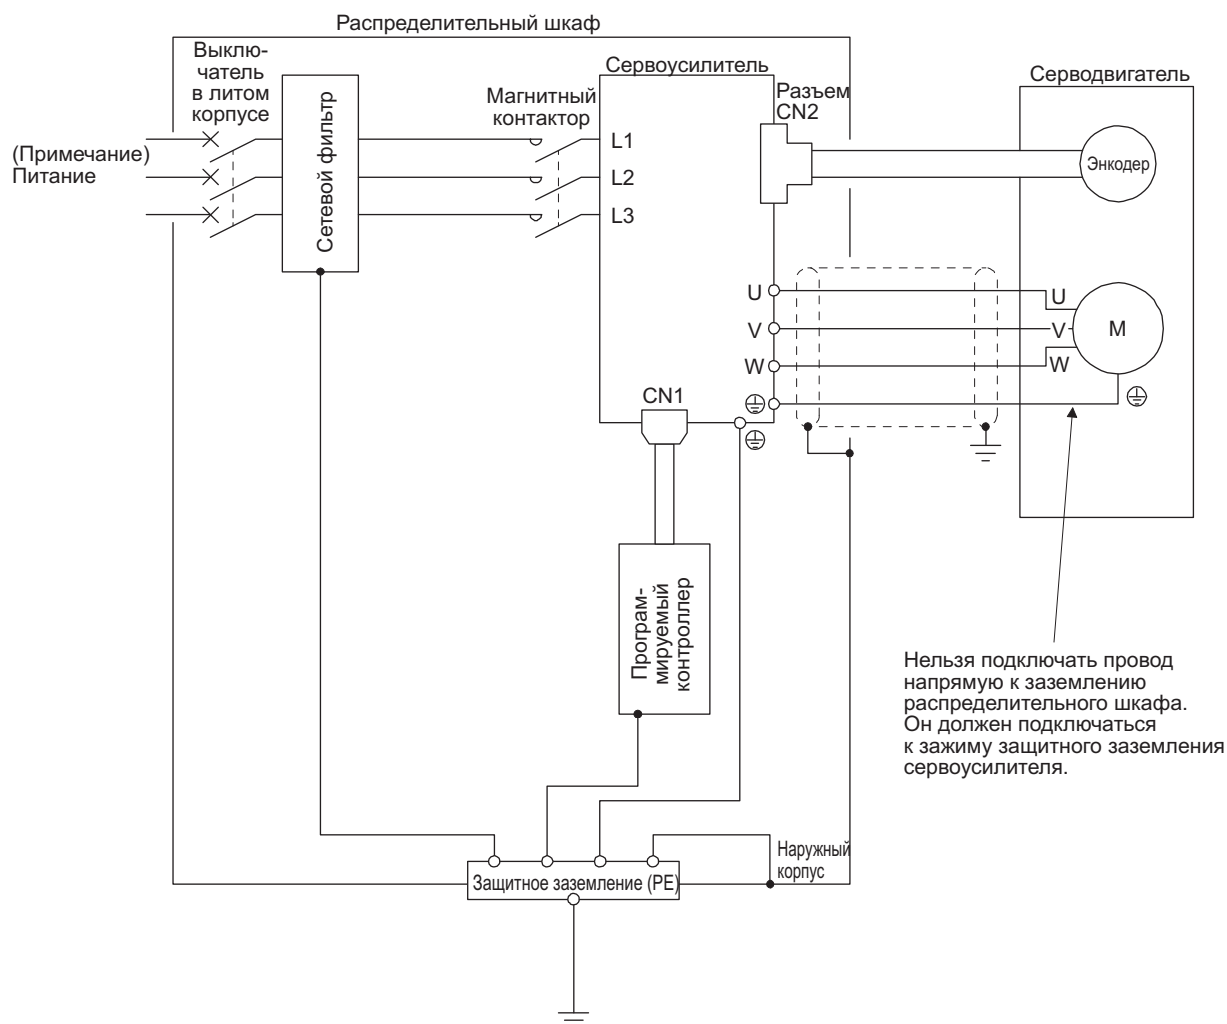 Распределительный шкаф
Выклю-
чатель
в литом
корпусе
Сетевой фильтр
Магнитный
контактор
Сервоусилитель
Разъем
CN2
Серводвигатель
(Примечание)
Питание
L1
L2
L3
Энкодер
U
V
W
U
V
W
M
CN1
Програм-
мируемый
контроллер
Нельзя подключать провод
напрямую к заземлению
распределительного шкафа.
Он должен подключаться
к зажиму защитного заземления
сервоусилителя.
Наружный
корпус
Защитное заземление (PE)